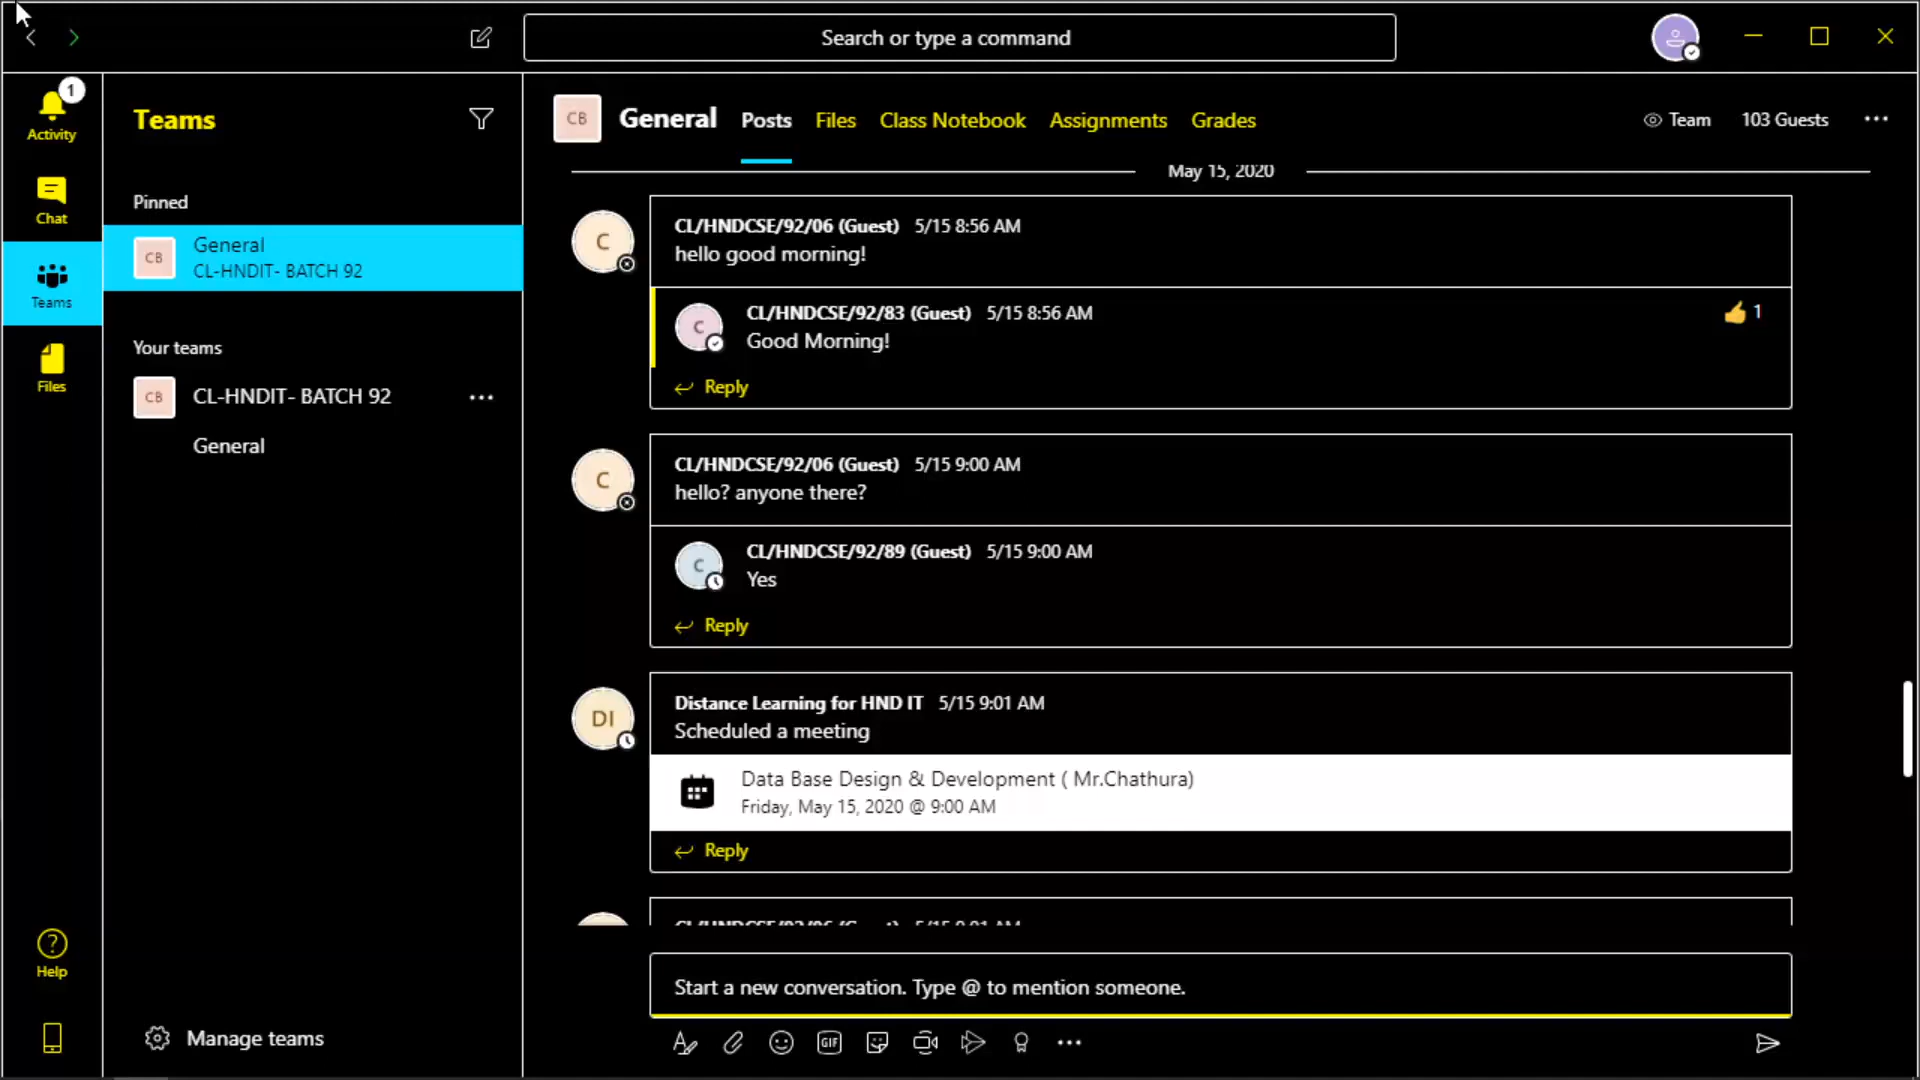 Search or type a command
1
Activity
Chat
Teams
Files
Help
Teams
Pinned
CB
General
CL-HNDIT- BATCH 92
Your teams
CB
CL-HNDIT- BATCH 92
General
Manage teams
CB
General
Posts
Files
Class Notebook
Assignments
Grades
Team
103 Guests
May 15, 2020
C
CL/HNDCSE/92/06 (Guest) 5/15 8:56 AM
hello good morning!
C
CL/HNDCSE/92/83 (Guest) 5/15 8:56 AM
👍 1
Good Morning!
Reply
C
CL/HNDCSE/92/06 (Guest) 5/15 9:00 AM
hello? anyone there?
C
CL/HNDCSE/92/89 (Guest) 5/15 9:00 AM
Yes
Reply
DI
Distance Learning for HND IT 5/15 9:01 AM
Scheduled a meeting
Data Base Design & Development ( Mr.Chathura)
Friday, May 15, 2020 @ 9:00 AM
Reply
Start a new conversation. Type @ to mention someone.
GIF